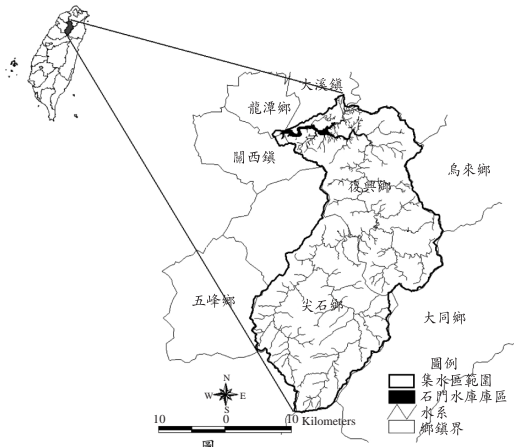 大溪鎮
龍潭鄉
關西鎮
復興鄉
烏來鄉
五峰鄉
尖石鄉
大同鄉
圖例
集水區範圍
石門水庫庫區
水系
鄉鎮界
N
W E
S
10 0 10 Kilometers
圖